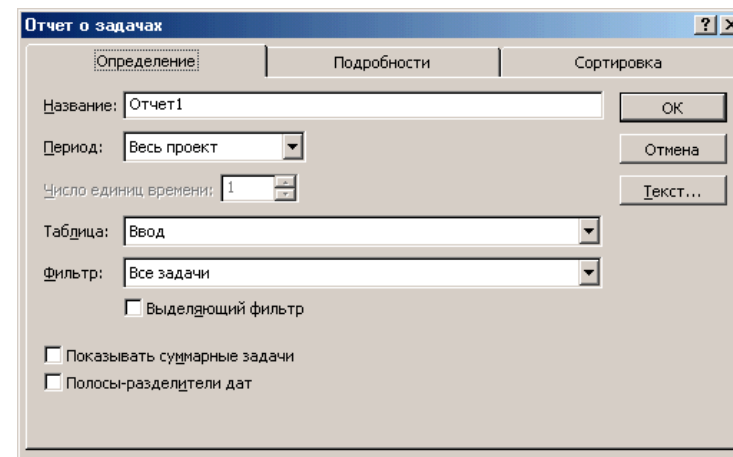 Отчет о задачах
Определение Подробности Сортировка
Название: Отчет1 ОК
Период: Весь проект Отмена
Число единиц времени: 1 Текст...
Таблица: Ввод
Фильтр: Все задачи
Выделяющий фильтр
Показывать суммарные задачи
Полосы-разделители дат